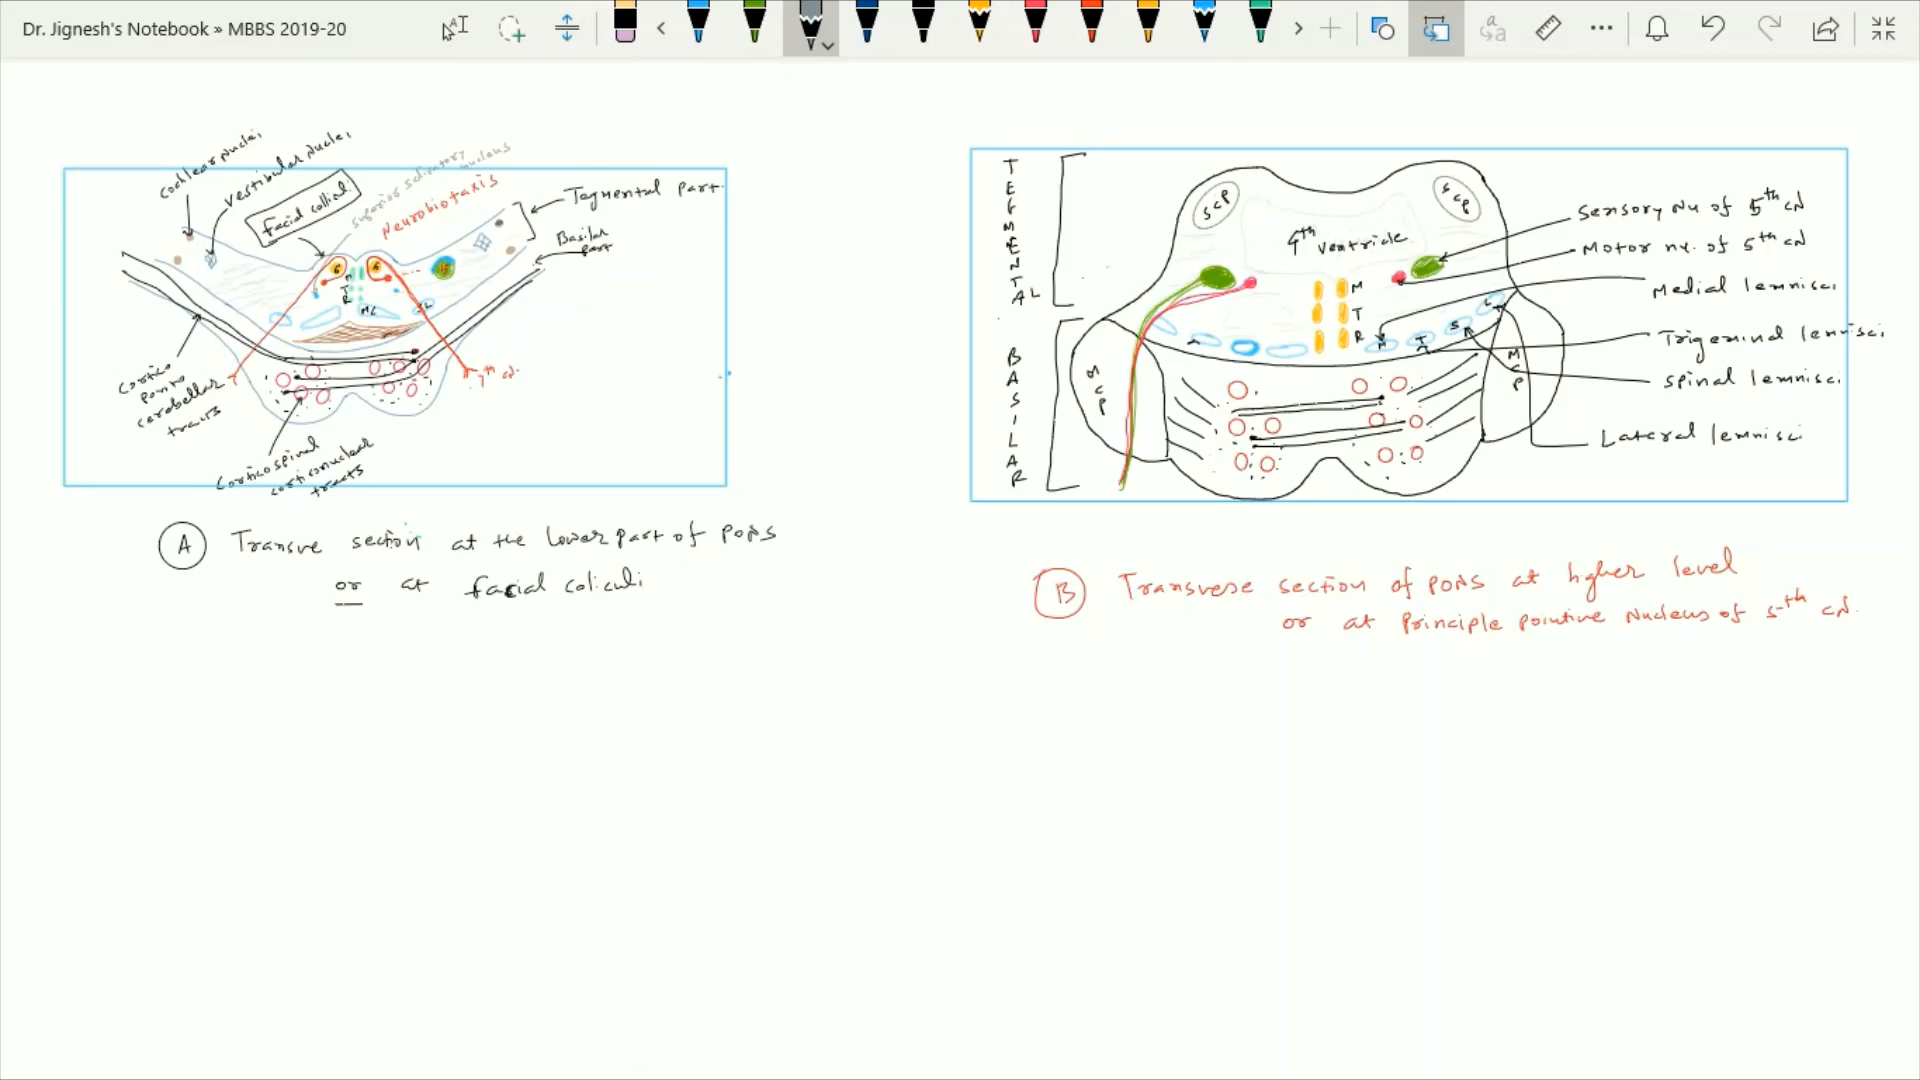 Dr. Jignesh's Notebook » MBBS 2019-20
Cochlear Nuclei
vestibular Nuclei
facial colliculi
superior salivatory nucleus
Neurobiotaxis
Tegmental part
Basilar part
6
6
M
T
R
ML
7th cN
Cortico
ponto
cerebellar
tracts
Corticospinal
corticonuclear
tracts
A Transve section at the lower part of pons
or at facial coliculi
TEGMENTAL
BASILAR
SCP
SCP
4th ventricle
M
T
R
M
T
S
L
MCP
MCP
Sensory Nu of 5th cN
Motor nu. of 5th cN
Medial lemnisci
Trigeminal lemnisci
Spinal lemnisci
Lateral lemnisci
B Transverse section of pons at higher level
or at Principle pointine Nucleus of 5th cN.